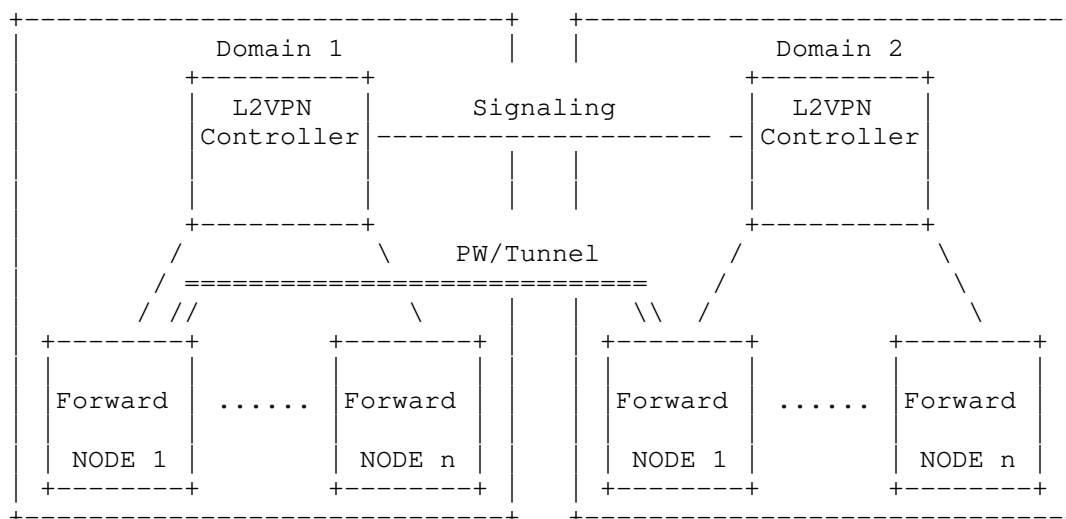 Domain 1 Domain 2
L2VPN Signaling L2VPN
Controller Controller
PW/Tunnel
Forward ...... Forward Forward ...... Forward
NODE 1 NODE n NODE 1 NODE n